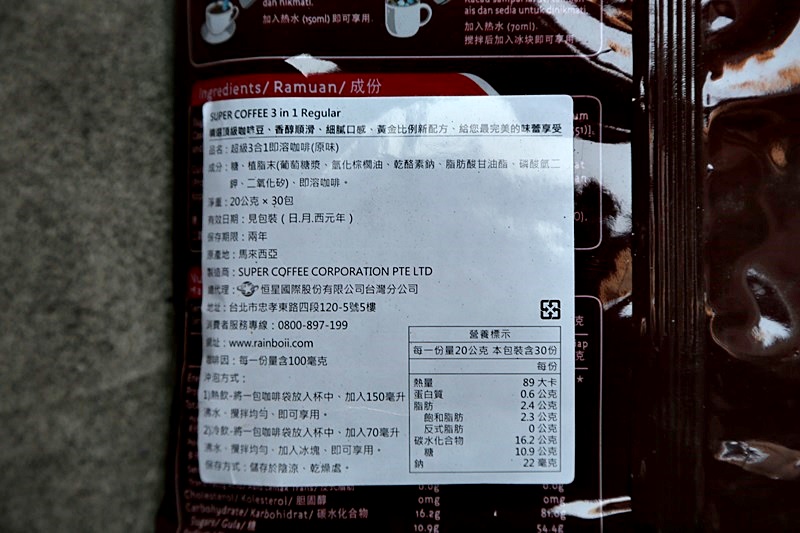 dan nikmati.
加入热水 (150ml) 即可享用.
ais dan sedia untuk dinikmati.
加入热水 (70ml).
搅拌后加入冰块即可享用
Ingredients/ Ramuan/ 成份
SUPER COFFEE 3 in 1 Regular
精選頂級咖啡豆、香醇順滑、細膩口感、黃金比例新配方、給您最完美的味蕾享受
品名：超級3合1即溶咖啡(原味)
成分：糖、植脂末(葡萄糖漿、氫化棕櫚油、乾酪素鈉、脂肪酸甘油酯、磷酸氫二
鉀、二氧化矽)、即溶咖啡。
淨重：20公克 × 30包
有效日期：見包裝（日.月.西元年）
保存期限：兩年
原產地：馬來西亞
製造商：SUPER COFFEE CORPORATION PTE LTD
總代理：恒星國際股份有限公司台灣分公司
地址：台北市忠孝東路四段120-5號5樓
消費者服務專線：0800-897-199
網址：www.rainboii.com
咖啡因：每一份量含100毫克
沖泡方式：
1)熱飲-將一包咖啡袋放入杯中、加入150毫升
沸水、攪拌均勻、即可享用。
2)冷飲-將一包咖啡袋放入杯中、加入70毫升
沸水、攪拌均勻、加入冰塊、即可享用。
保存方式：儲存於陰涼、乾燥處。
營養標示
每一份量20公克 本包裝含30份
每份
熱量 89 大卡
蛋白質 0.6 公克
脂肪 2.4 公克
飽和脂肪 2.3 公克
反式脂肪 0 公克
碳水化合物 16.2 公克
糖 10.9 公克
鈉 22 毫克
Cholesterol/ Kolesterol/ 胆固醇 0mg 0mg
Carbohydrate/ Karbohidrat/ 碳水化合物 16.2g 81.0g
Sugars/ Gula/ 糖 10.9g 54.4g